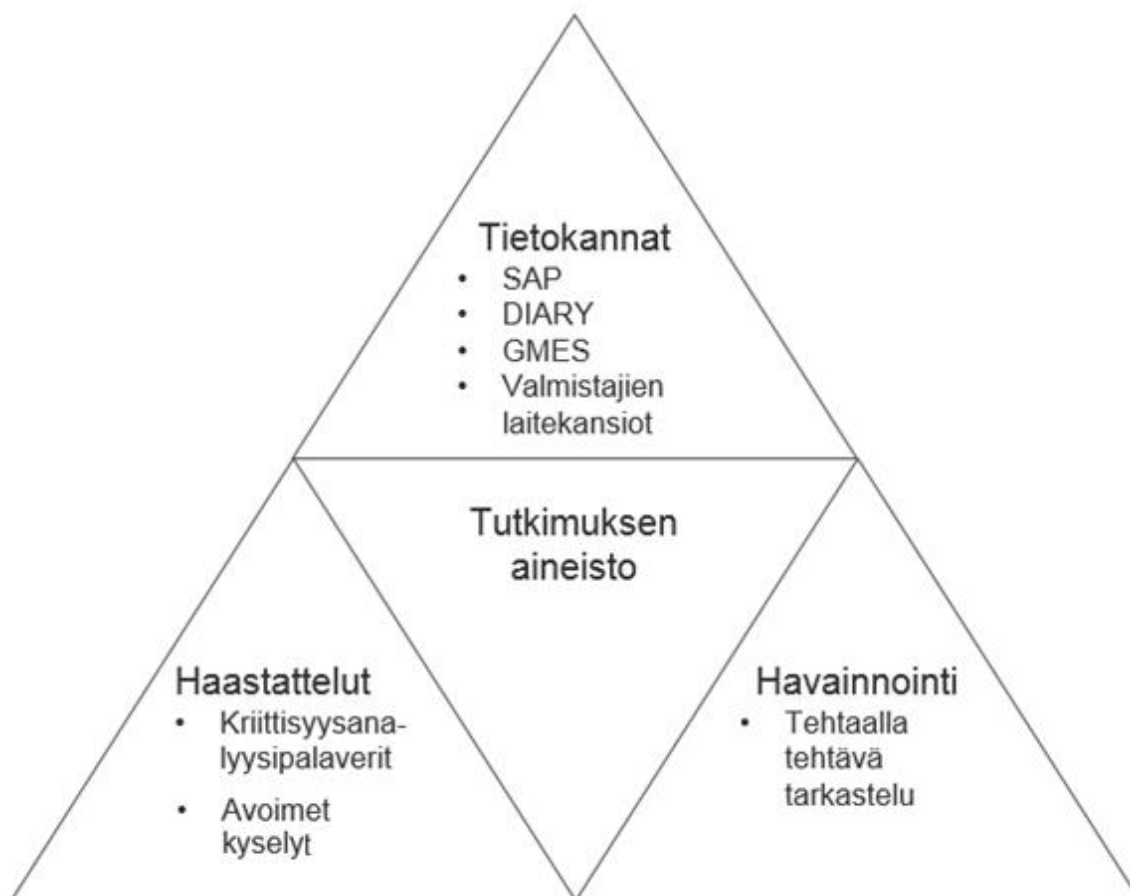 Tietokannat
• SAP
• DIARY
• GMES
• Valmistajien
laitekansiot
Tutkimuksen
aineisto
Haastattelut
• Kriittisyysana-
lyysipalaverit
• Avoimet
kyselyt
Havainnointi
• Tehtaalla
tehtävä
tarkastelu